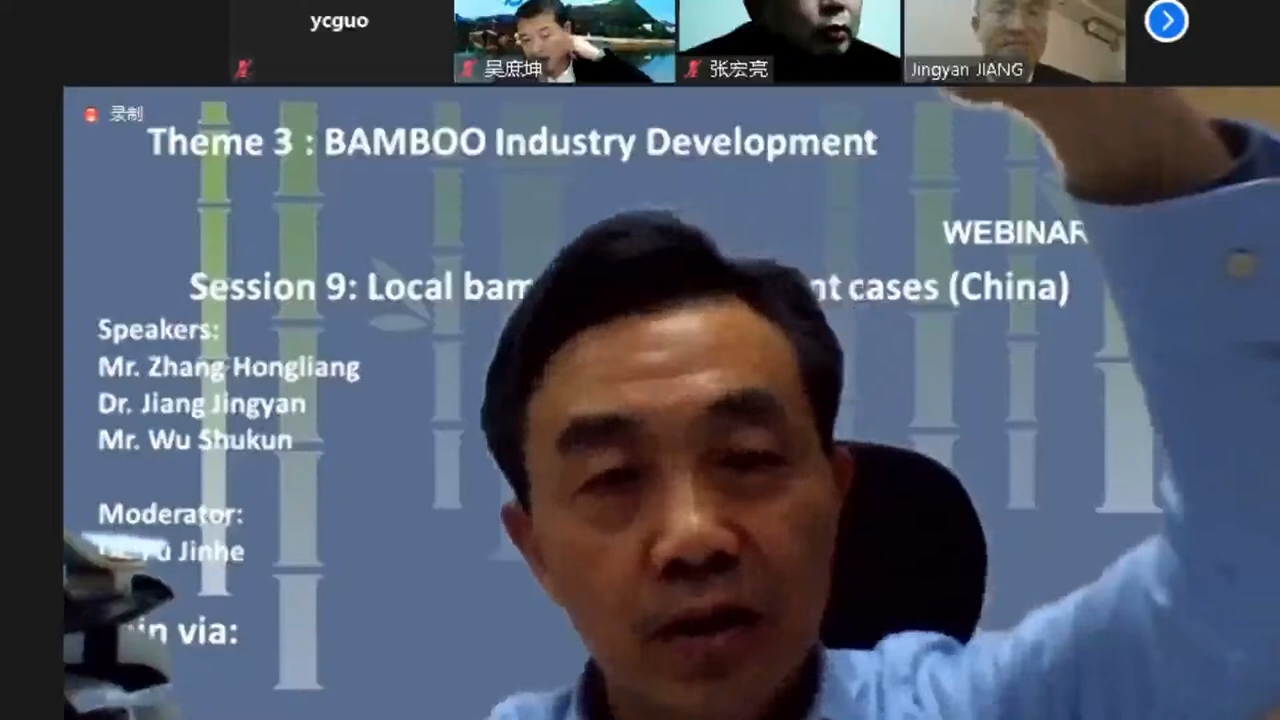 ycguo
吴庶坤
张宏亮
Jingyan JIANG
录制
Theme 3 : BAMBOO Industry Development
WEBINAR
Session 9: Local bam nt cases (China)
Speakers:
Mr. Zhang Hongliang
Dr. Jiang Jingyan
Mr. Wu Shukun
Moderator:
Jinhe
via: